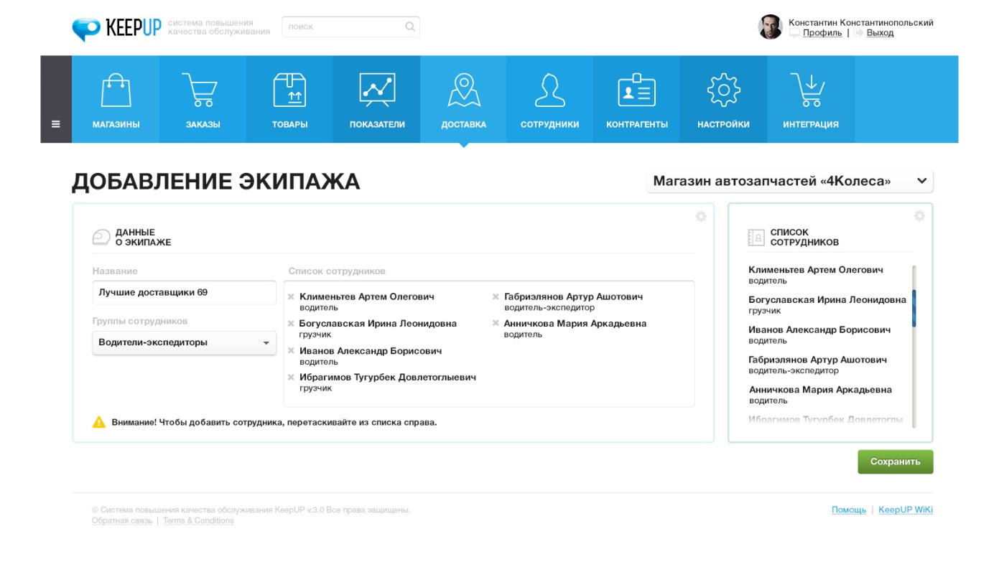 KEEPUP
система повышения
качества обслуживания
поиск
Константин Константинопольский
Профиль | Выход
МАГАЗИНЫ
ЗАКАЗЫ
ТОВАРЫ
ПОКАЗАТЕЛИ
ДОСТАВКА
СОТРУДНИКИ
КОНТРАГЕНТЫ
НАСТРОЙКИ
ИНТЕГРАЦИЯ
ДОБАВЛЕНИЕ ЭКИПАЖА
Магазин автозапчастей «4Колеса»
ДАННЫЕ
О ЭКИПАЖЕ
Название
Лучшие доставщики 69
Группы сотрудников
Водители-экспедиторы
Список сотрудников
Клименьтев Артем Олегович
водитель
Богуславская Ирина Леонидовна
грузчик
Иванов Александр Борисович
водитель
Ибрагимов Тугурбек Довлетоглыевич
грузчик
Габриэлянов Артур Ашотович
водитель-экспедитор
Анничкова Мария Аркадьевна
водитель
Внимание! Чтобы добавить сотрудника, перетаскивайте из списка справа.
СПИСОК
СОТРУДНИКОВ
Клименьтев Артем Олегович
водитель
Богуславская Ирина Леонидовна
грузчик
Иванов Александр Борисович
водитель
Габриэлянов Артур Ашотович
водитель-экспедитор
Анничкова Мария Аркадьевна
водитель
Ибрагимов Тугурбек Довлетоглы
Сохранить
© Система повышения качества обслуживания KeepUP v.3.0 Все права защищены.
Обратная связь | Terms & Conditions
Помощь | KeepUP WiKi